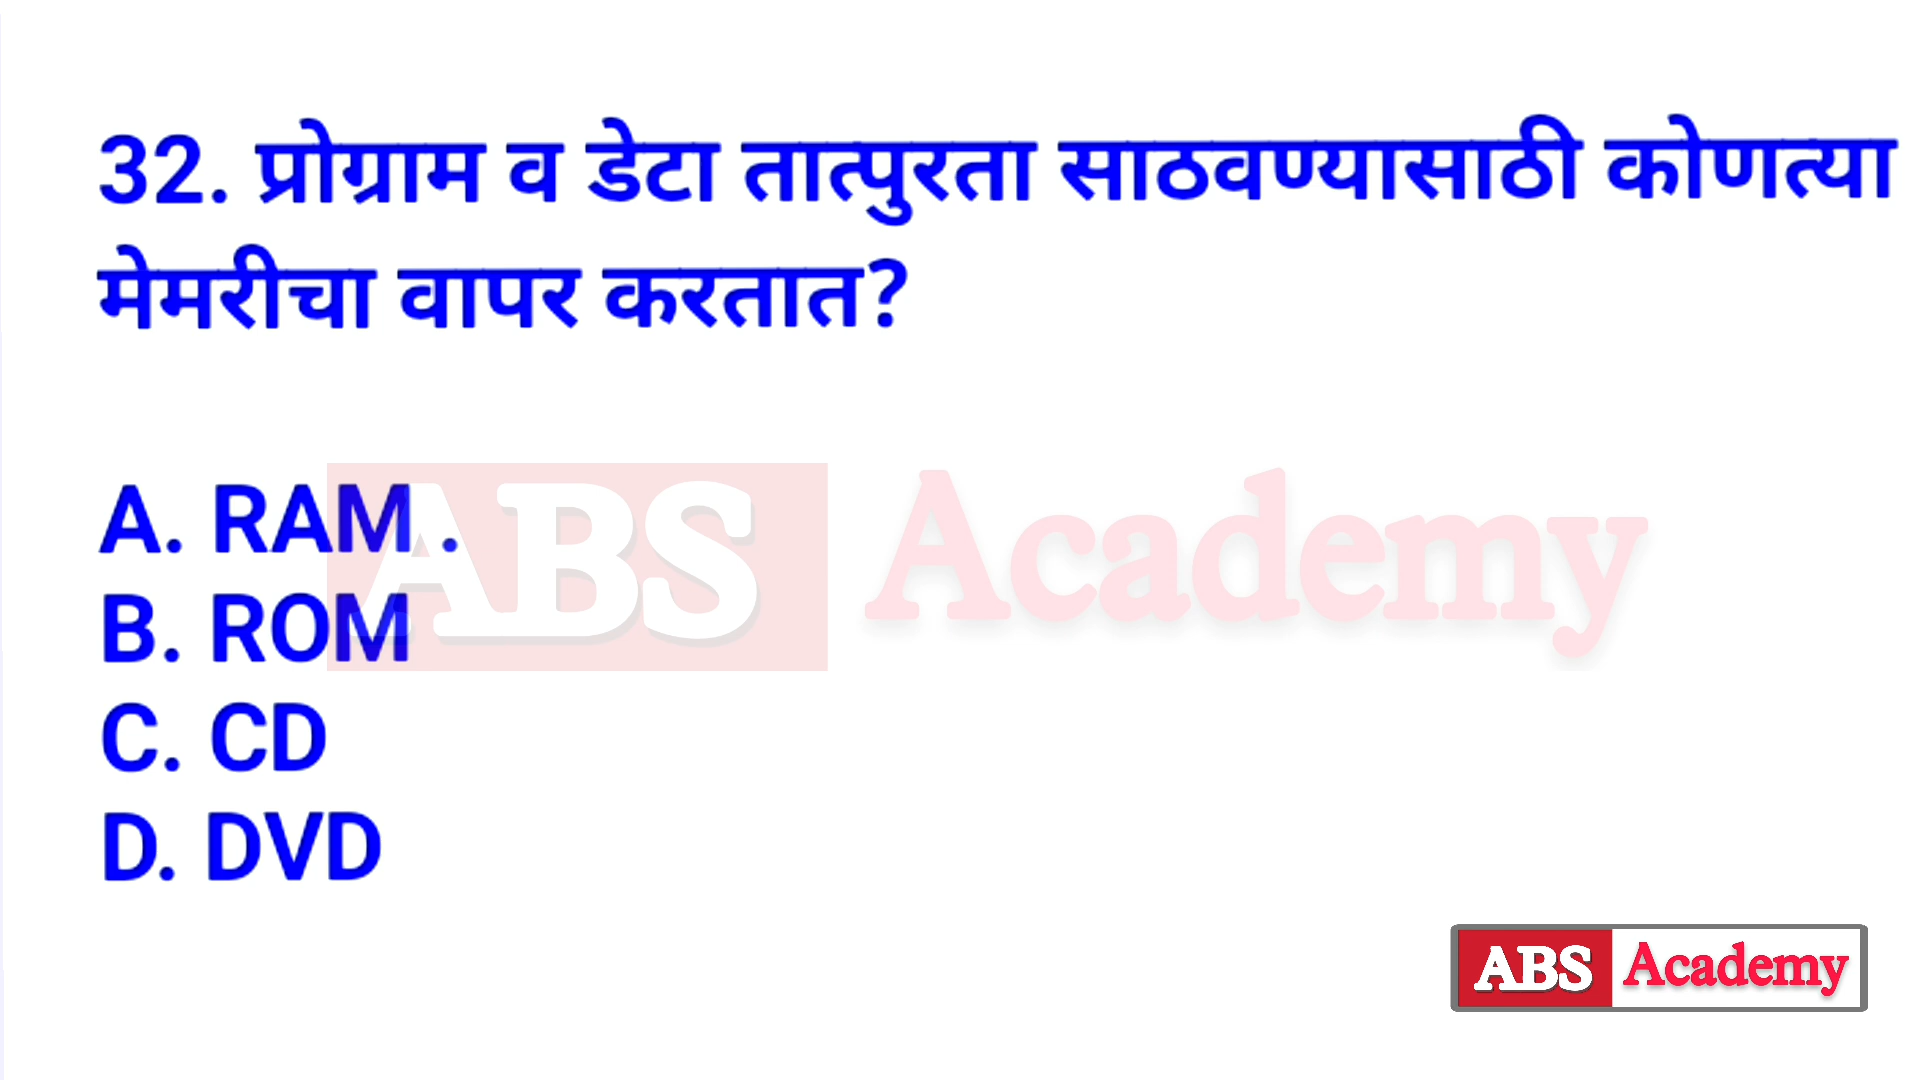 32. प्रोग्राम व डेटा तात्पुरता साठवण्यासाठी कोणत्या
मेमरीचा वापर करतात?
A. RAM .
B. ROM
C. CD
D. DVD
ABS Academy
ABS Academy